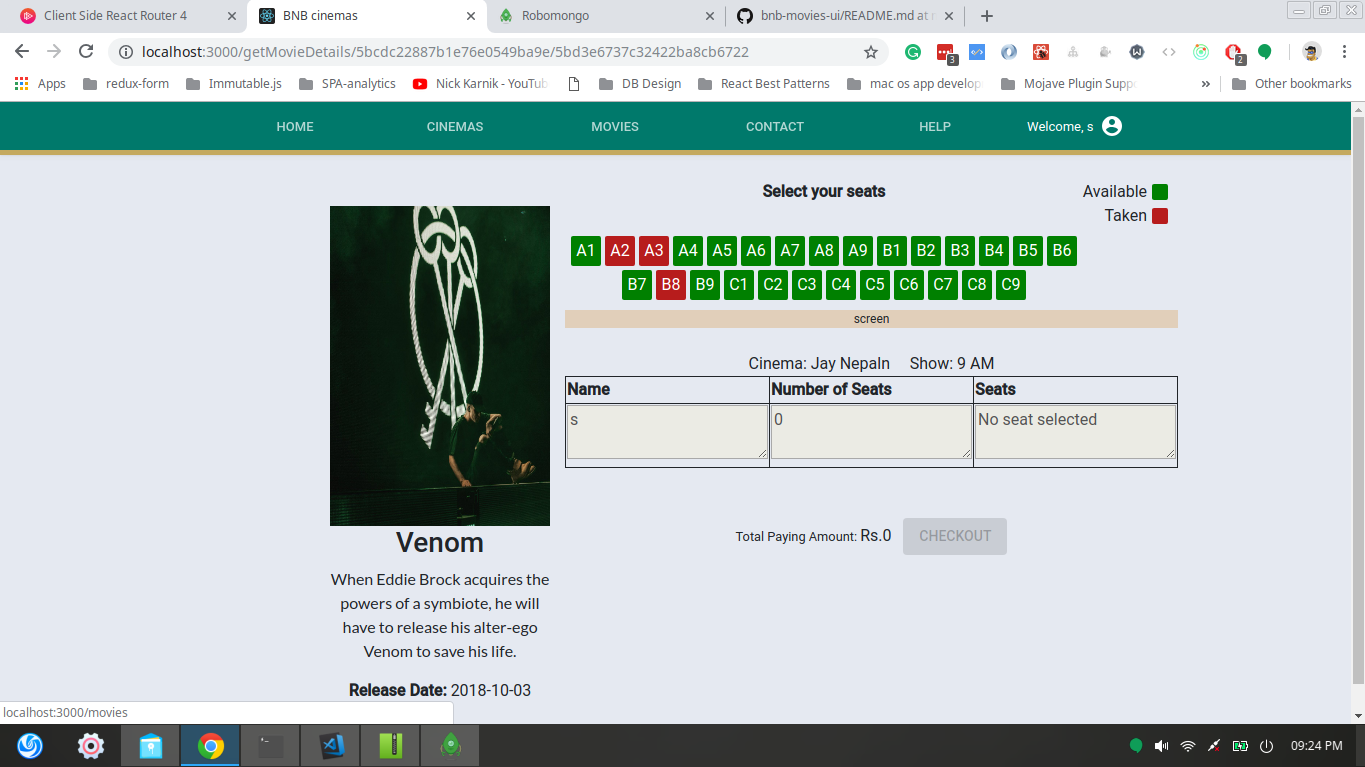 Client Side React Router 4
BNB cinemas
Robomongo
bnb-movies-ui/README.md at
localhost:3000/getMovieDetails/5bcdc22887b1e76e0549ba9e/5bd3e6737c32422ba8cb6722
3
2
Apps
redux-form
Immutable.js
SPA-analytics
Nick Karnik - YouTub
DB Design
React Best Patterns
mac os app develop
Mojave Plugin Supp
»
Other bookmarks
HOME
CINEMAS
MOVIES
CONTACT
HELP
Welcome, s
Select your seats
Available
Taken
A1 A2 A3 A4 A5 A6 A7 A8 A9 B1 B2 B3 B4 B5 B6
B7 B8 B9 C1 C2 C3 C4 C5 C6 C7 C8 C9
screen
Cinema: Jay Nepaln Show: 9 AM
Name Number of Seats Seats
s 0 No seat selected
Total Paying Amount: Rs.0 CHECKOUT
Venom
When Eddie Brock acquires the
powers of a symbiote, he will
have to release his alter-ego
Venom to save his life.
Release Date: 2018-10-03
localhost:3000/movies
09:24 PM